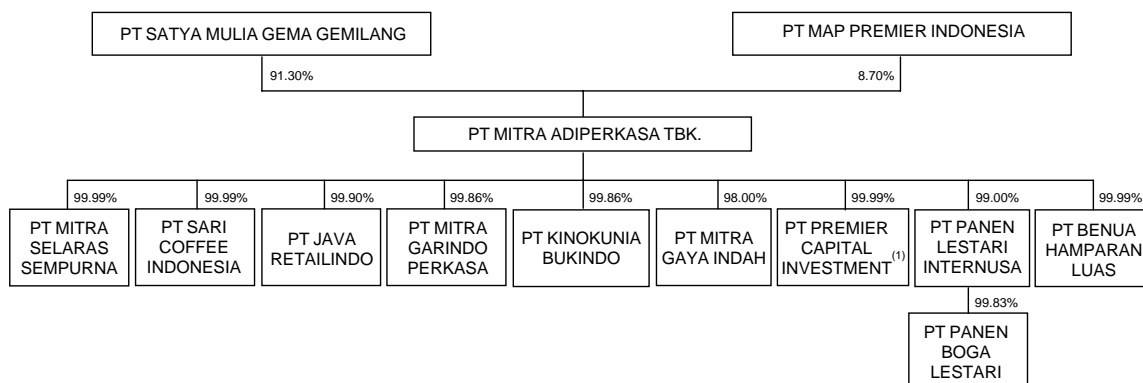 PT SATYA MULIA GEMA GEMILANG
PT MAP PREMIER INDONESIA
91.30%
8.70%
PT MITRA ADIPERKASA TBK.
99.99%
99.99%
99.90%
99.86%
99.86%
98.00%
99.99%
99.00%
99.99%
PT MITRA
SELARAS
SEMPURNA
PT SARI
COFFEE
INDONESIA
PT JAVA
RETAILINDO
PT MITRA
GARINDO
PERKASA
PT KINOKUNIA
BUKINDO
PT MITRA
GAYA INDAH
PT PREMIER
CAPITAL
INVESTMENT(1)
PT PANEN
LESTARI
INTERNUSA
PT BENUA
HAMPARAN
LUAS
99.83%
PT PANEN
BOGA
LESTARI